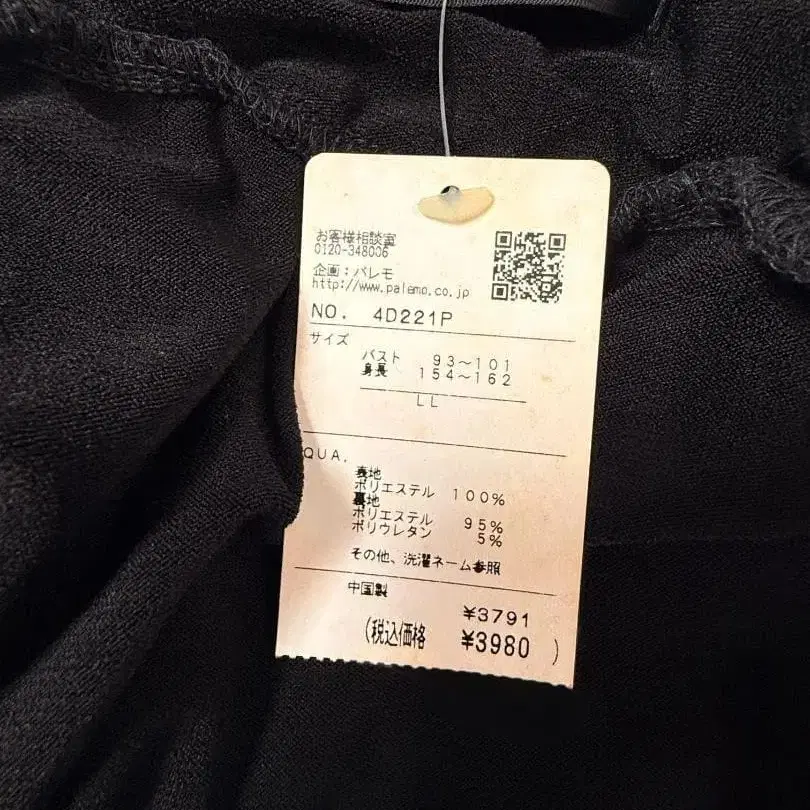 お客様相談室
0120-348006
企画：パレモ
http://www.palemo.co.jp
NO. 4D221P
サイズ
バスト 93～101
身長 154～162
LL
QUA.
表地
ポリエステル 100%
裏地
ポリエステル 95%
ポリウレタン 5%
その他、洗濯ネーム参照
中国製
¥3791
(税込価格 ¥3980 )